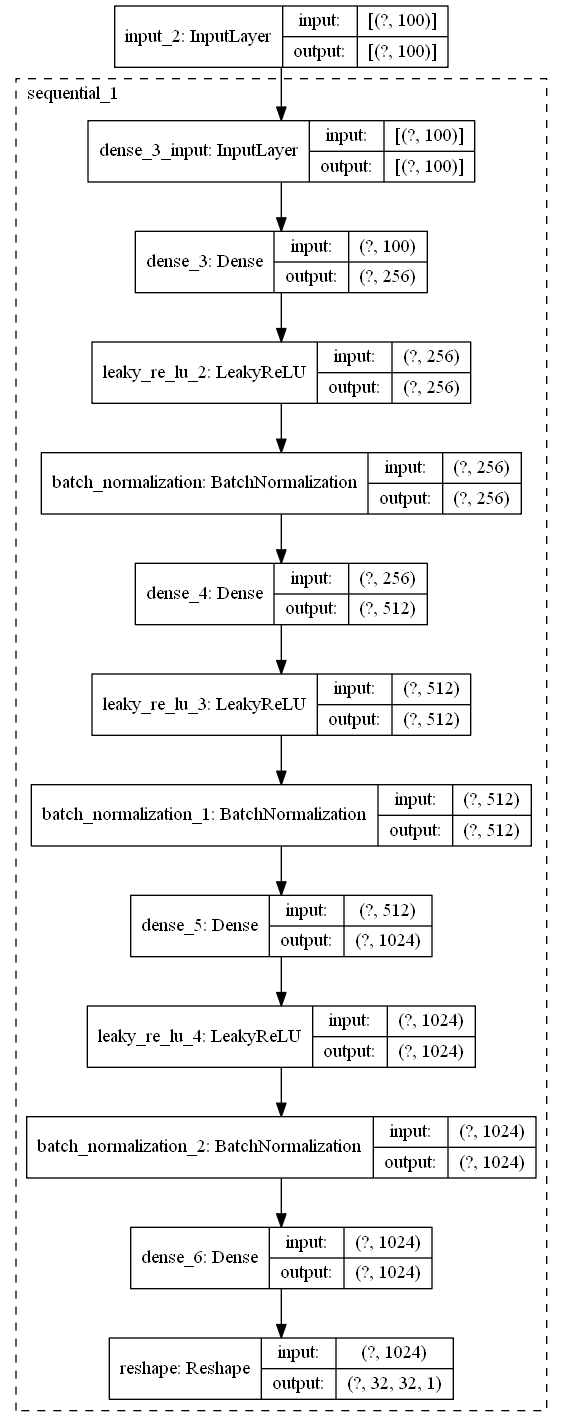 input_2: InputLayer
input: [(?, 100)]
output: [(?, 100)]
sequential_1
dense_3_input: InputLayer
input: [(?, 100)]
output: [(?, 100)]
dense_3: Dense
input: (?, 100)
output: (?, 256)
leaky_re_lu_2: LeakyReLU
input: (?, 256)
output: (?, 256)
batch_normalization: BatchNormalization
input: (?, 256)
output: (?, 256)
dense_4: Dense
input: (?, 256)
output: (?, 512)
leaky_re_lu_3: LeakyReLU
input: (?, 512)
output: (?, 512)
batch_normalization_1: BatchNormalization
input: (?, 512)
output: (?, 512)
dense_5: Dense
input: (?, 512)
output: (?, 1024)
leaky_re_lu_4: LeakyReLU
input: (?, 1024)
output: (?, 1024)
batch_normalization_2: BatchNormalization
input: (?, 1024)
output: (?, 1024)
dense_6: Dense
input: (?, 1024)
output: (?, 1024)
reshape: Reshape
input: (?, 1024)
output: (?, 32, 32, 1)